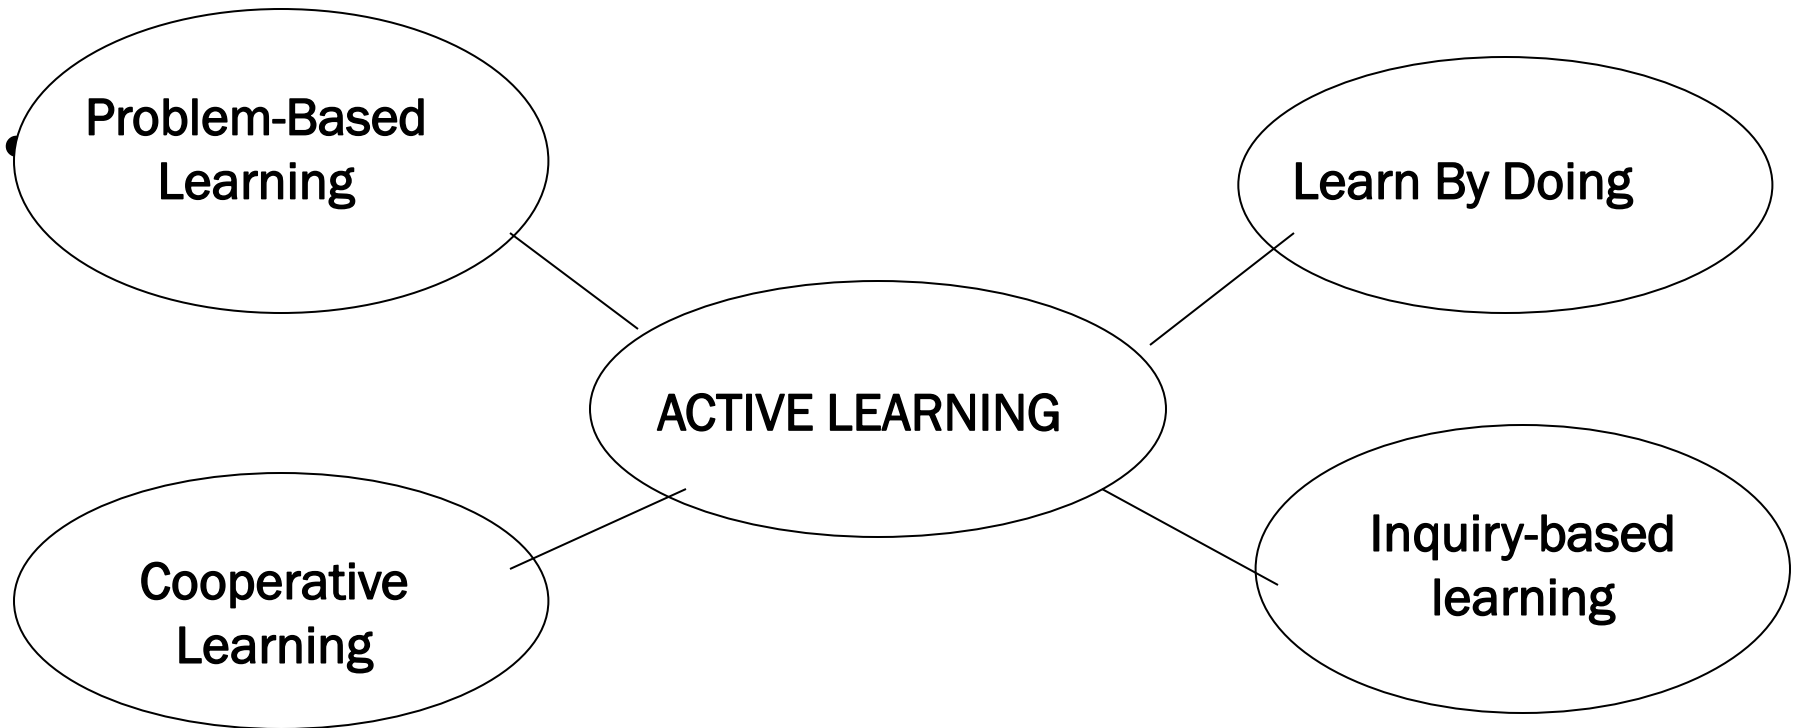 Problem-Based
Learning
Learn By Doing
ACTIVE LEARNING
Cooperative
Learning
Inquiry-based
learning